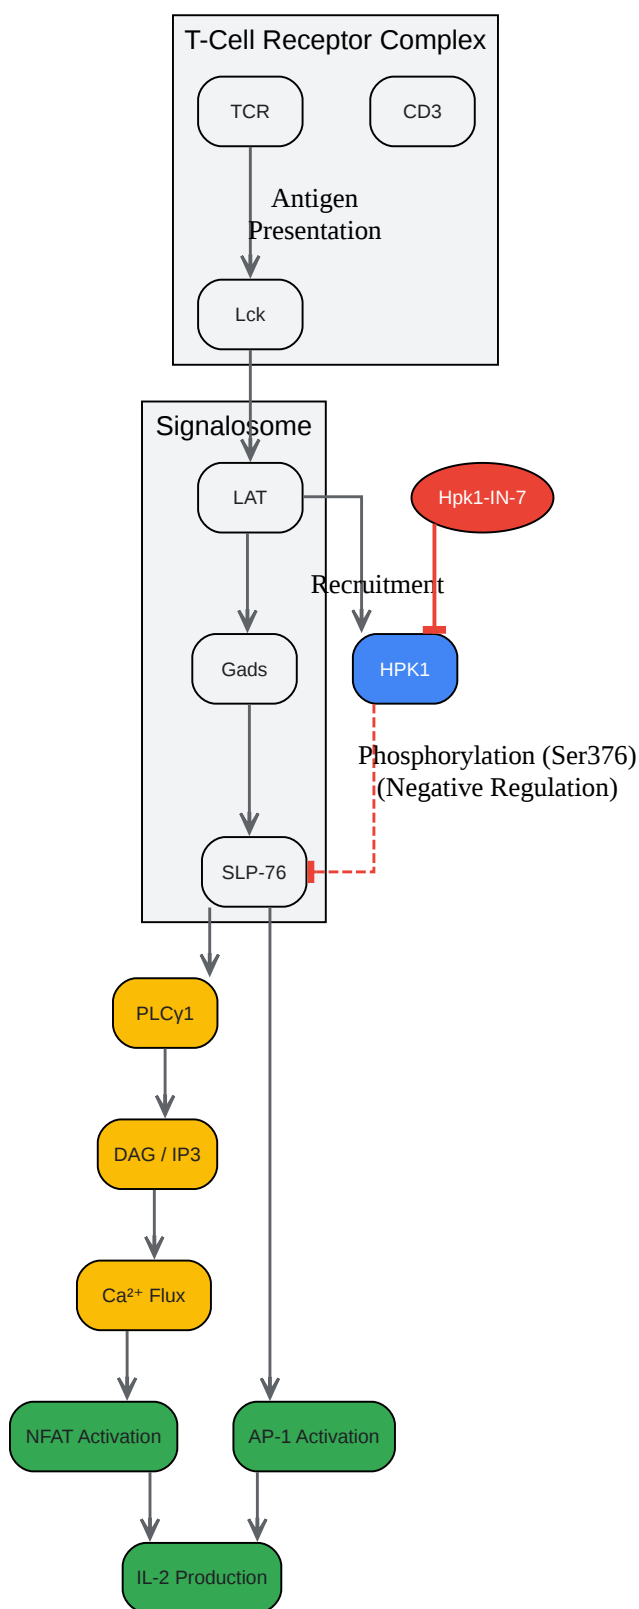 T-Cell Receptor Complex
TCR
CD3
Antigen
Presentation
Lck
Signalosome
LAT
Hpk1-IN-7
Recruitment
Gads
HPK1
Phosphorylation (Ser376)
(Negative Regulation)
SLP-76
PLCγ1
DAG / IP3
Ca²⁺ Flux
NFAT Activation
AP-1 Activation
IL-2 Production